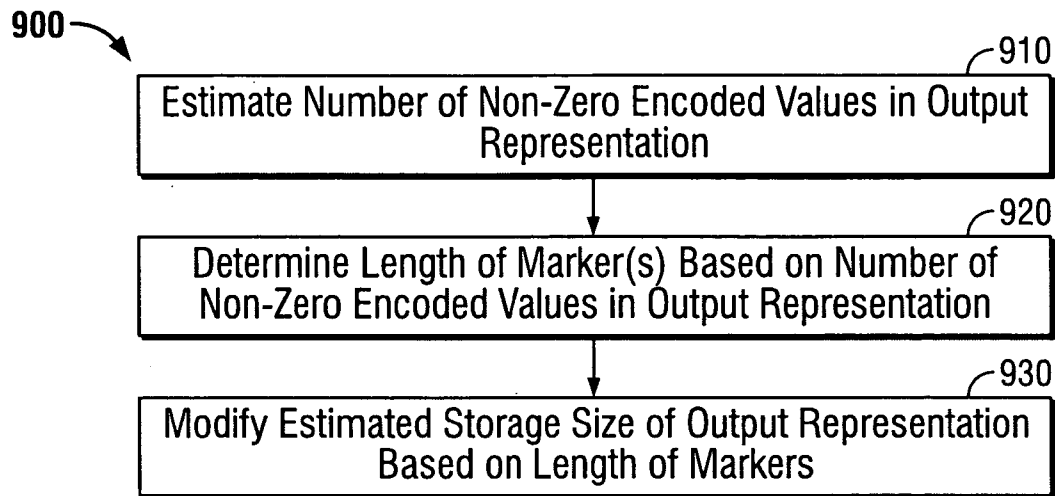 900
910
Estimate Number of Non-Zero Encoded Values in Output
Representation
920
Determine Length of Marker(s) Based on Number of
Non-Zero Encoded Values in Output Representation
930
Modify Estimated Storage Size of Output Representation
Based on Length of Markers